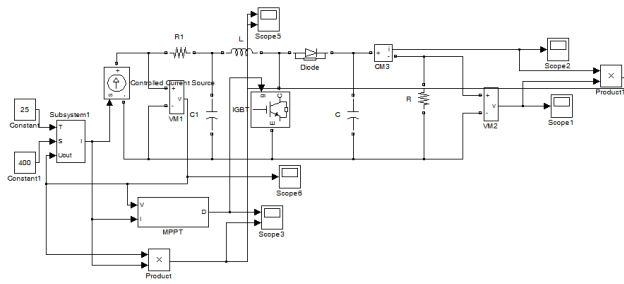 Scope5
R1
L
Diode
+
i
-
CM3
Scope2
×
Product1
Controlled Current Source
+
s
-
+
v
-
VM1
C1
IGBT
g
C
E
C
R
+
v
-
VM2
Scope1
25
Constant
400
Constant1
Subsystem1
T
S
Uout
I
Scope6
V
I
D
MPPT
Scope3
×
Product